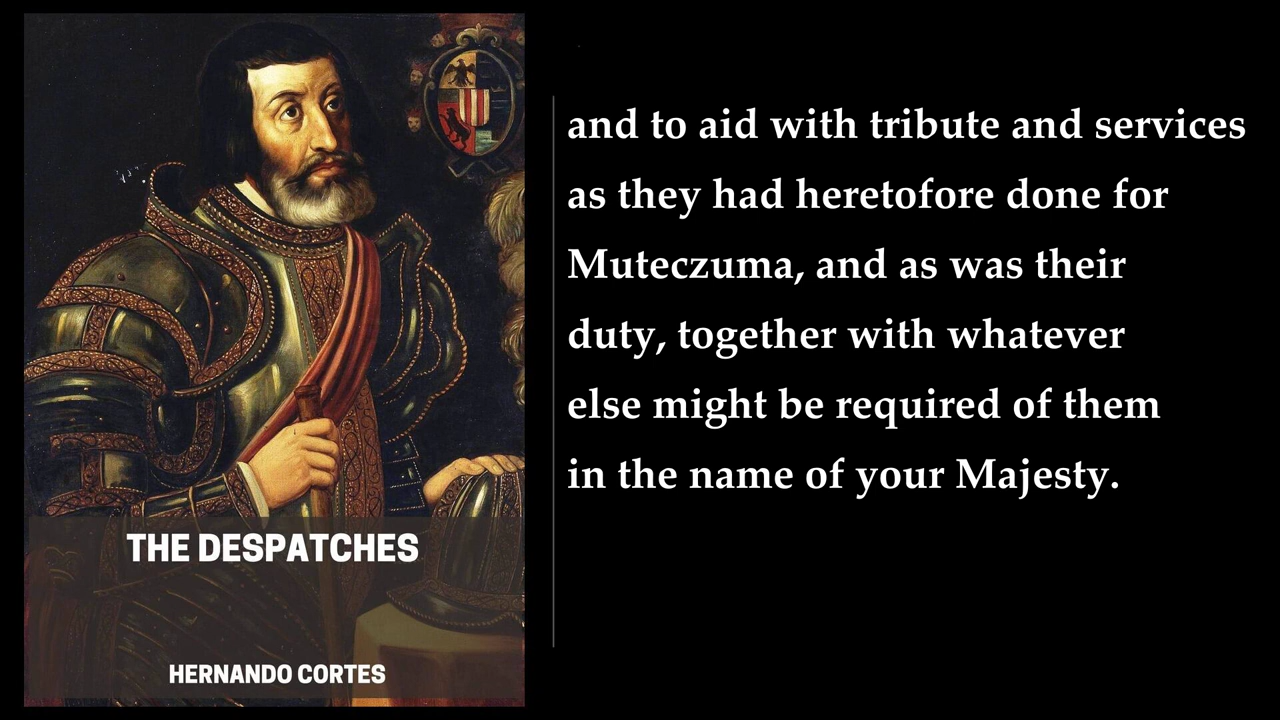 THE DESPATCHES
HERNANDO CORTES
and to aid with tribute and services
as they had heretofore done for
Muteczuma, and as was their
duty, together with whatever
else might be required of them
in the name of your Majesty.